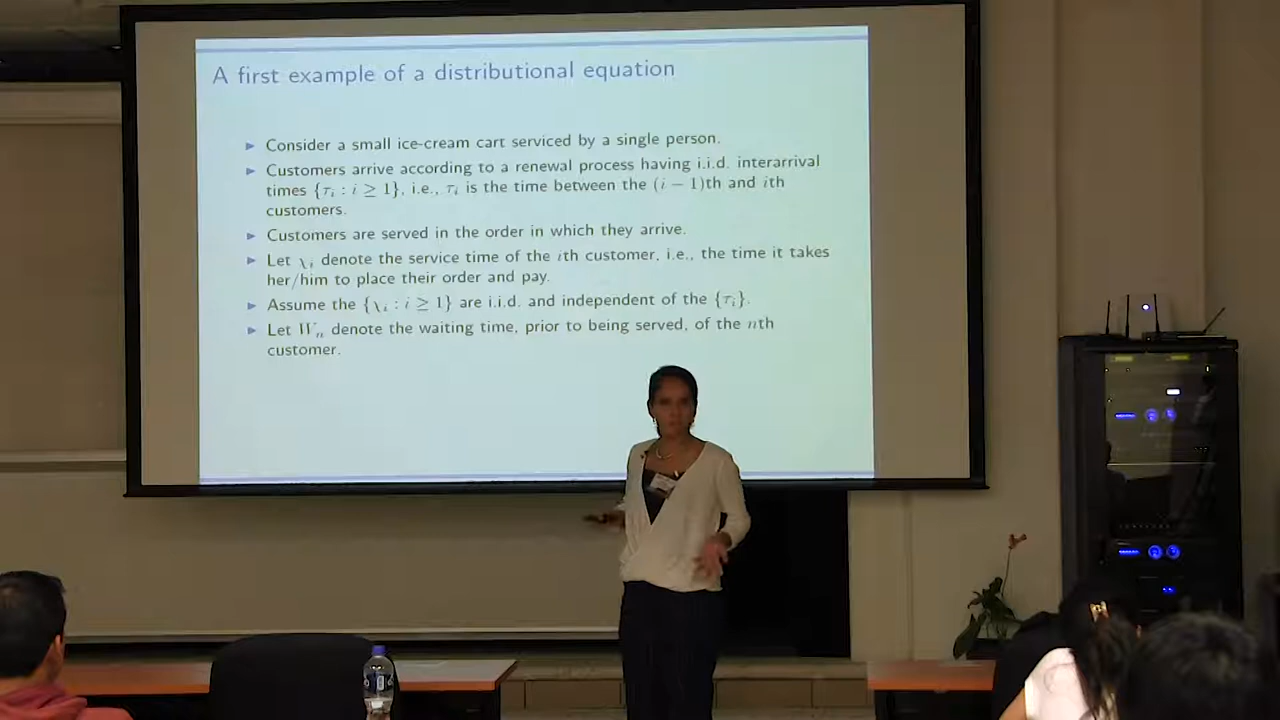 A first example of a distributional equation
► Consider a small ice-cream cart serviced by a single person.
► Customers arrive according to a renewal process having i.i.d. interarrival
times {τᵢ : i ≥ 1}, i.e., τᵢ is the time between the (i − 1)th and ith
customers.
► Customers are served in the order in which they arrive.
► Let χᵢ denote the service time of the ith customer, i.e., the time it takes
her/him to place their order and pay.
► Assume the {χᵢ : i ≥ 1} are i.i.d. and independent of the {τᵢ}.
► Let Wₙ denote the waiting time, prior to being served, of the nth
customer.